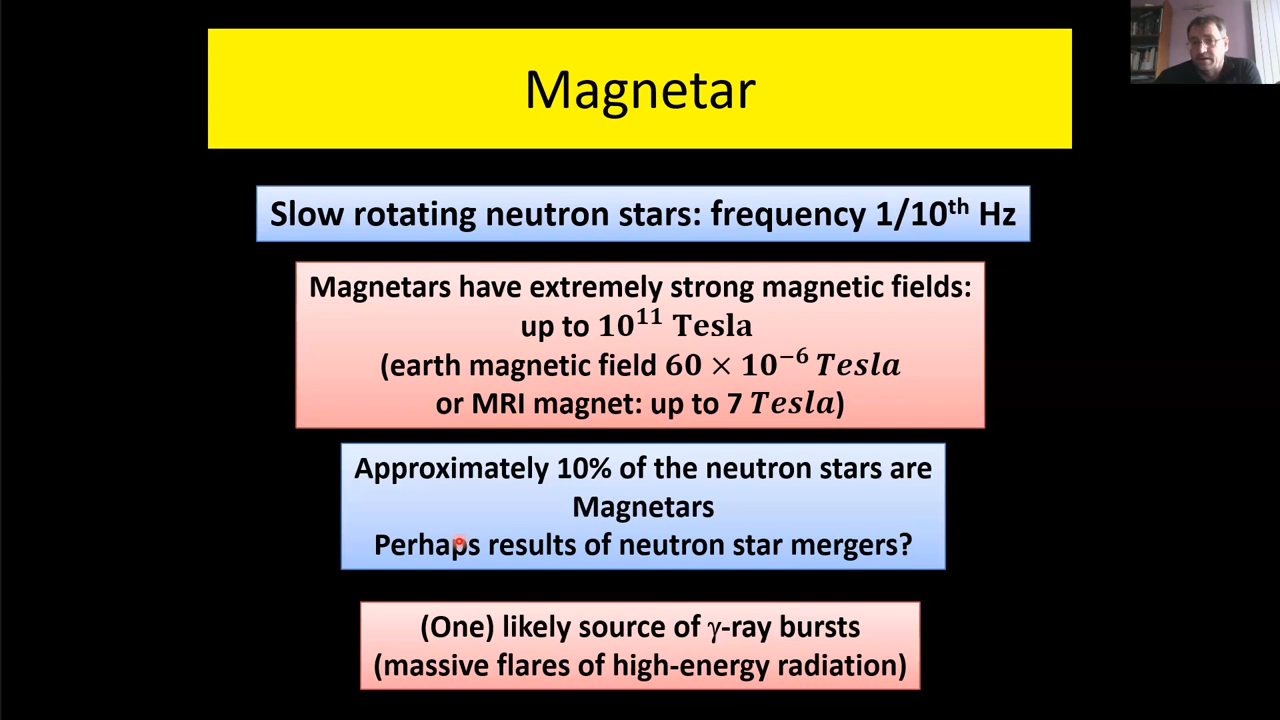 Magnetar
Slow rotating neutron stars: frequency 1/10ᵗʰ Hz
Magnetars have extremely strong magnetic fields:
up to 10¹¹ Tesla
(earth magnetic field 60 × 10⁻⁶ Tesla
or MRI magnet: up to 7 Tesla)
Approximately 10% of the neutron stars are
Magnetars
Perhaps results of neutron star mergers?
(One) likely source of γ-ray bursts
(massive flares of high-energy radiation)